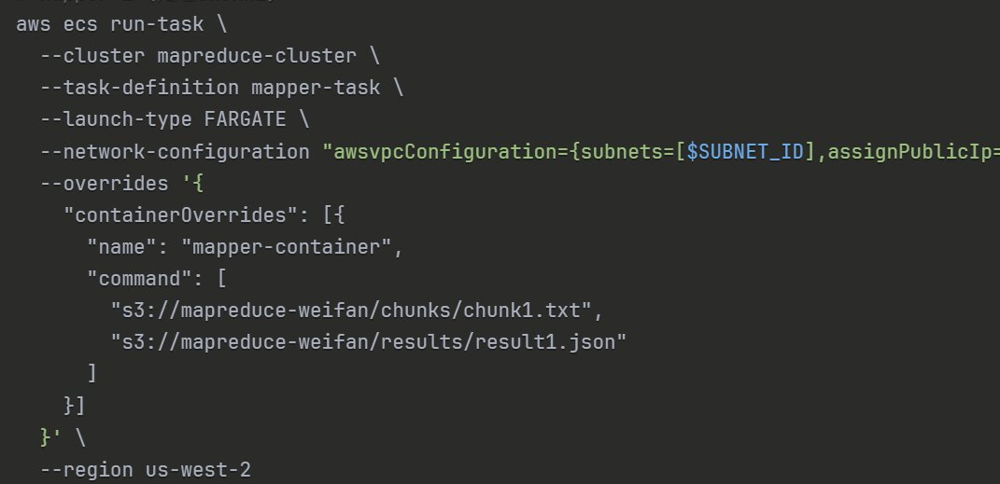 aws ecs run-task \
--cluster mapreduce-cluster \
--task-definition mapper-task \
--launch-type FARGATE \
--network-configuration "awsvpcConfiguration={subnets=[$SUBNET_ID],assignPublicIp=
--overrides '{
"containerOverrides": [{
"name": "mapper-container",
"command": [
"s3://mapreduce-weifan/chunks/chunk1.txt",
"s3://mapreduce-weifan/results/result1.json"
]
}]
}' \
--region us-west-2